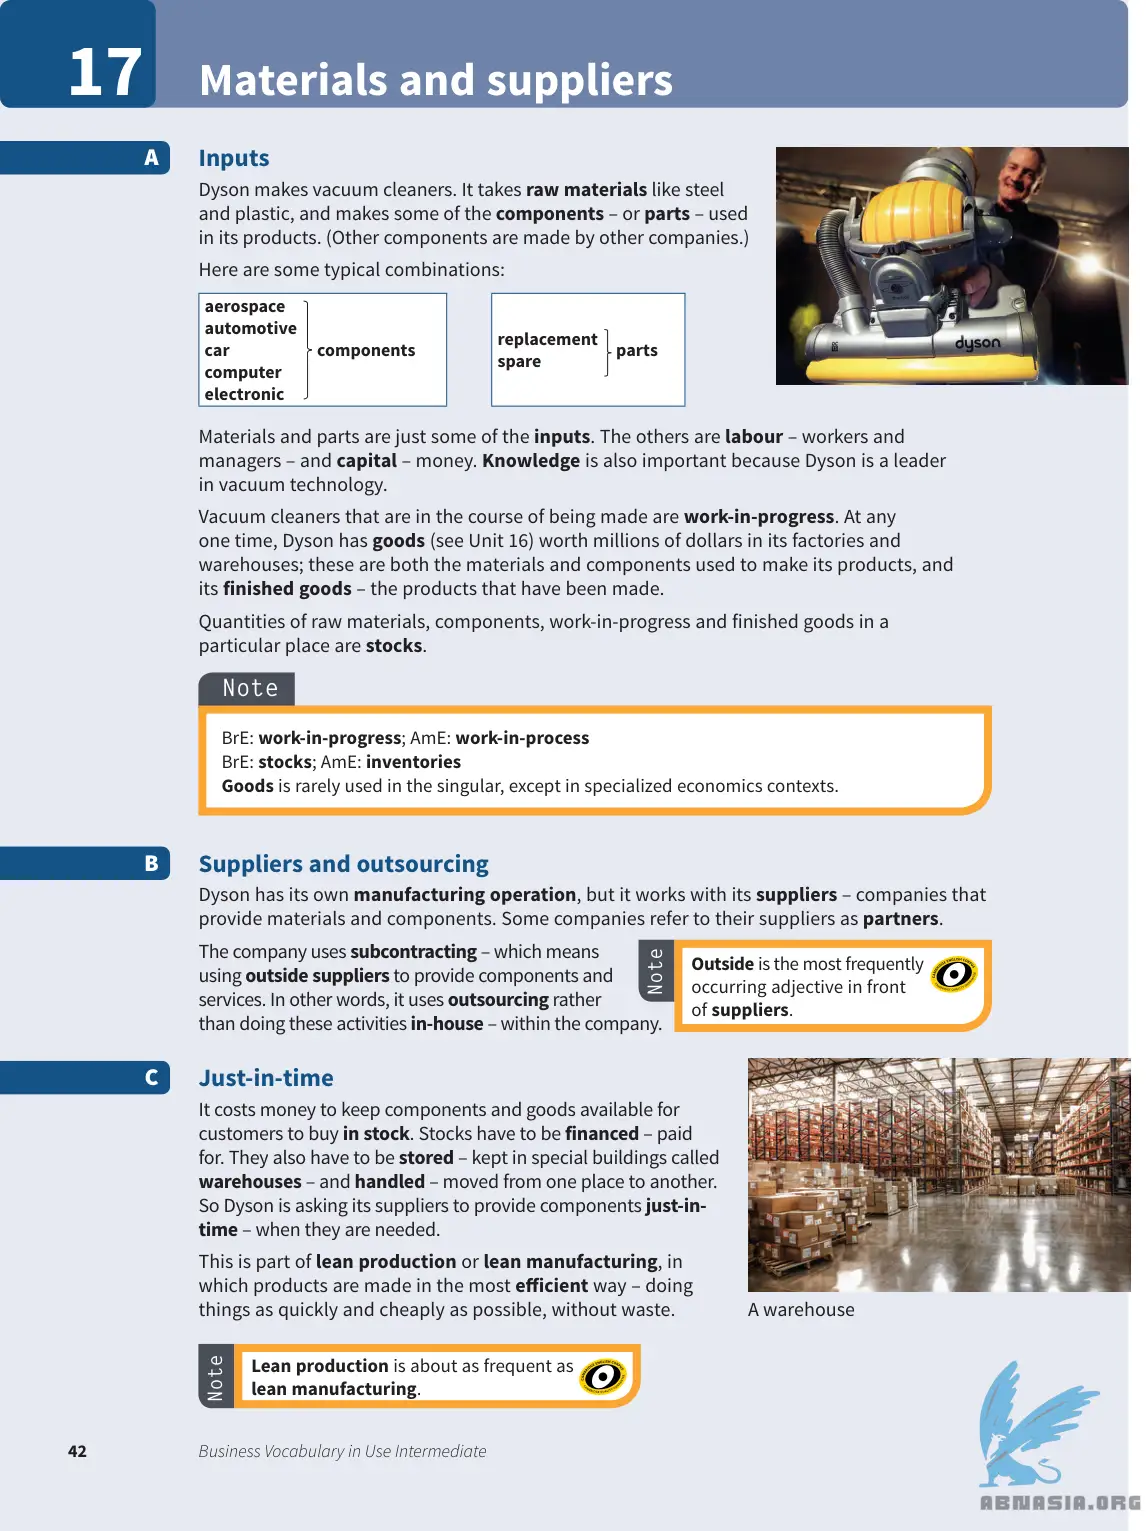 17
Materials and suppliers
A
Inputs
Dyson makes vacuum cleaners. It takes raw materials like steel
and plastic, and makes some of the components – or parts – used
in its products. (Other components are made by other companies.)
Here are some typical combinations:
aerospace
automotive
car
computer
electronic
components
replacement
spare
parts
dyson
Materials and parts are just some of the inputs. The others are labour – workers and
managers – and capital – money. Knowledge is also important because Dyson is a leader
in vacuum technology.
Vacuum cleaners that are in the course of being made are work-in-progress. At any
one time, Dyson has goods (see Unit 16) worth millions of dollars in its factories and
warehouses; these are both the materials and components used to make its products, and
its finished goods – the products that have been made.
Quantities of raw materials, components, work-in-progress and finished goods in a
particular place are stocks.
Note
BrE: work-in-progress; AmE: work-in-process
BrE: stocks; AmE: inventories
Goods is rarely used in the singular, except in specialized economics contexts.
B
Suppliers and outsourcing
Dyson has its own manufacturing operation, but it works with its suppliers – companies that
provide materials and components. Some companies refer to their suppliers as partners.
The company uses subcontracting – which means
using outside suppliers to provide components and
services. In other words, it uses outsourcing rather
than doing these activities in-house – within the company.
Note
Outside is the most frequently
occurring adjective in front
of suppliers.
C
Just-in-time
It costs money to keep components and goods available for
customers to buy in stock. Stocks have to be financed – paid
for. They also have to be stored – kept in special buildings called
warehouses – and handled – moved from one place to another.
So Dyson is asking its suppliers to provide components just-in-
time – when they are needed.
This is part of lean production or lean manufacturing, in
which products are made in the most efficient way – doing
things as quickly and cheaply as possible, without waste.
A warehouse
Note
Lean production is about as frequent as
lean manufacturing.
42
Business Vocabulary in Use Intermediate
ABNASIA.ORG